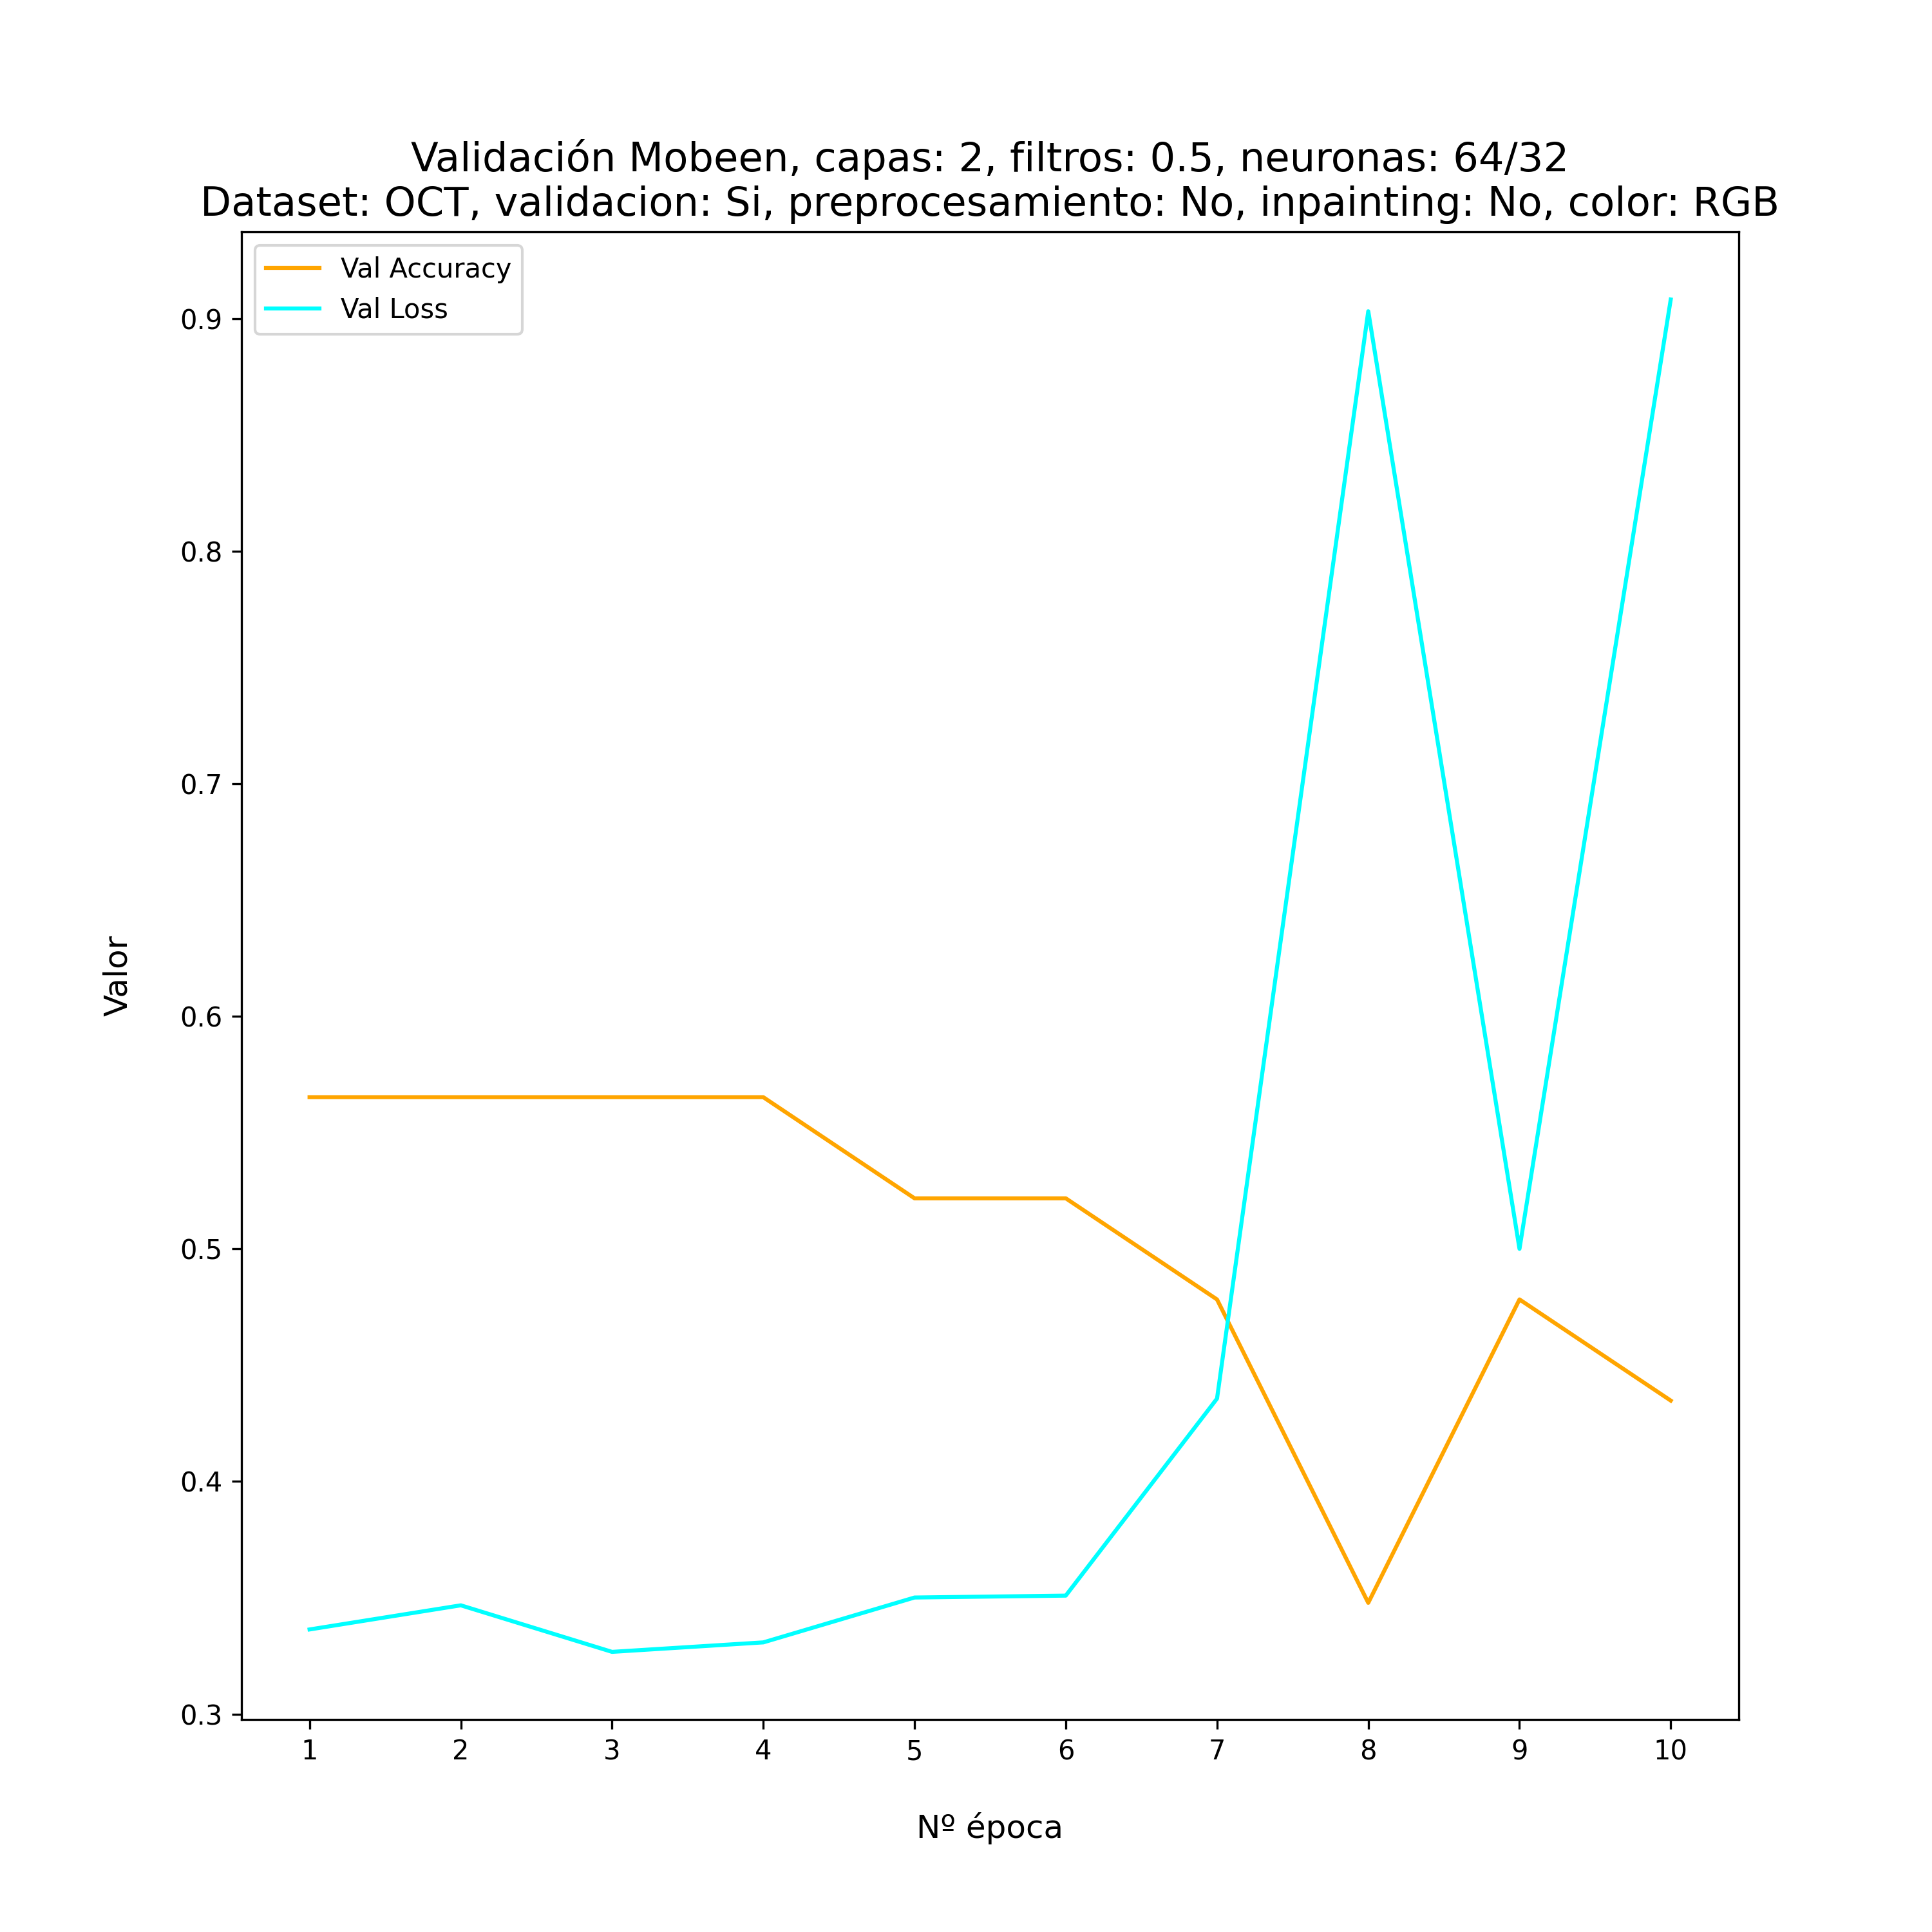 Validación Mobeen, capas: 2, filtros: 0.5, neuronas: 64/32
Dataset: OCT, validacion: Si, preprocesamiento: No, inpainting: No, color: RGB
Val Accuracy
Val Loss
0.9
0.8
0.7
0.6
0.5
0.4
0.3
Valor
1 2 3 4 5 6 7 8 9 10
Nº época